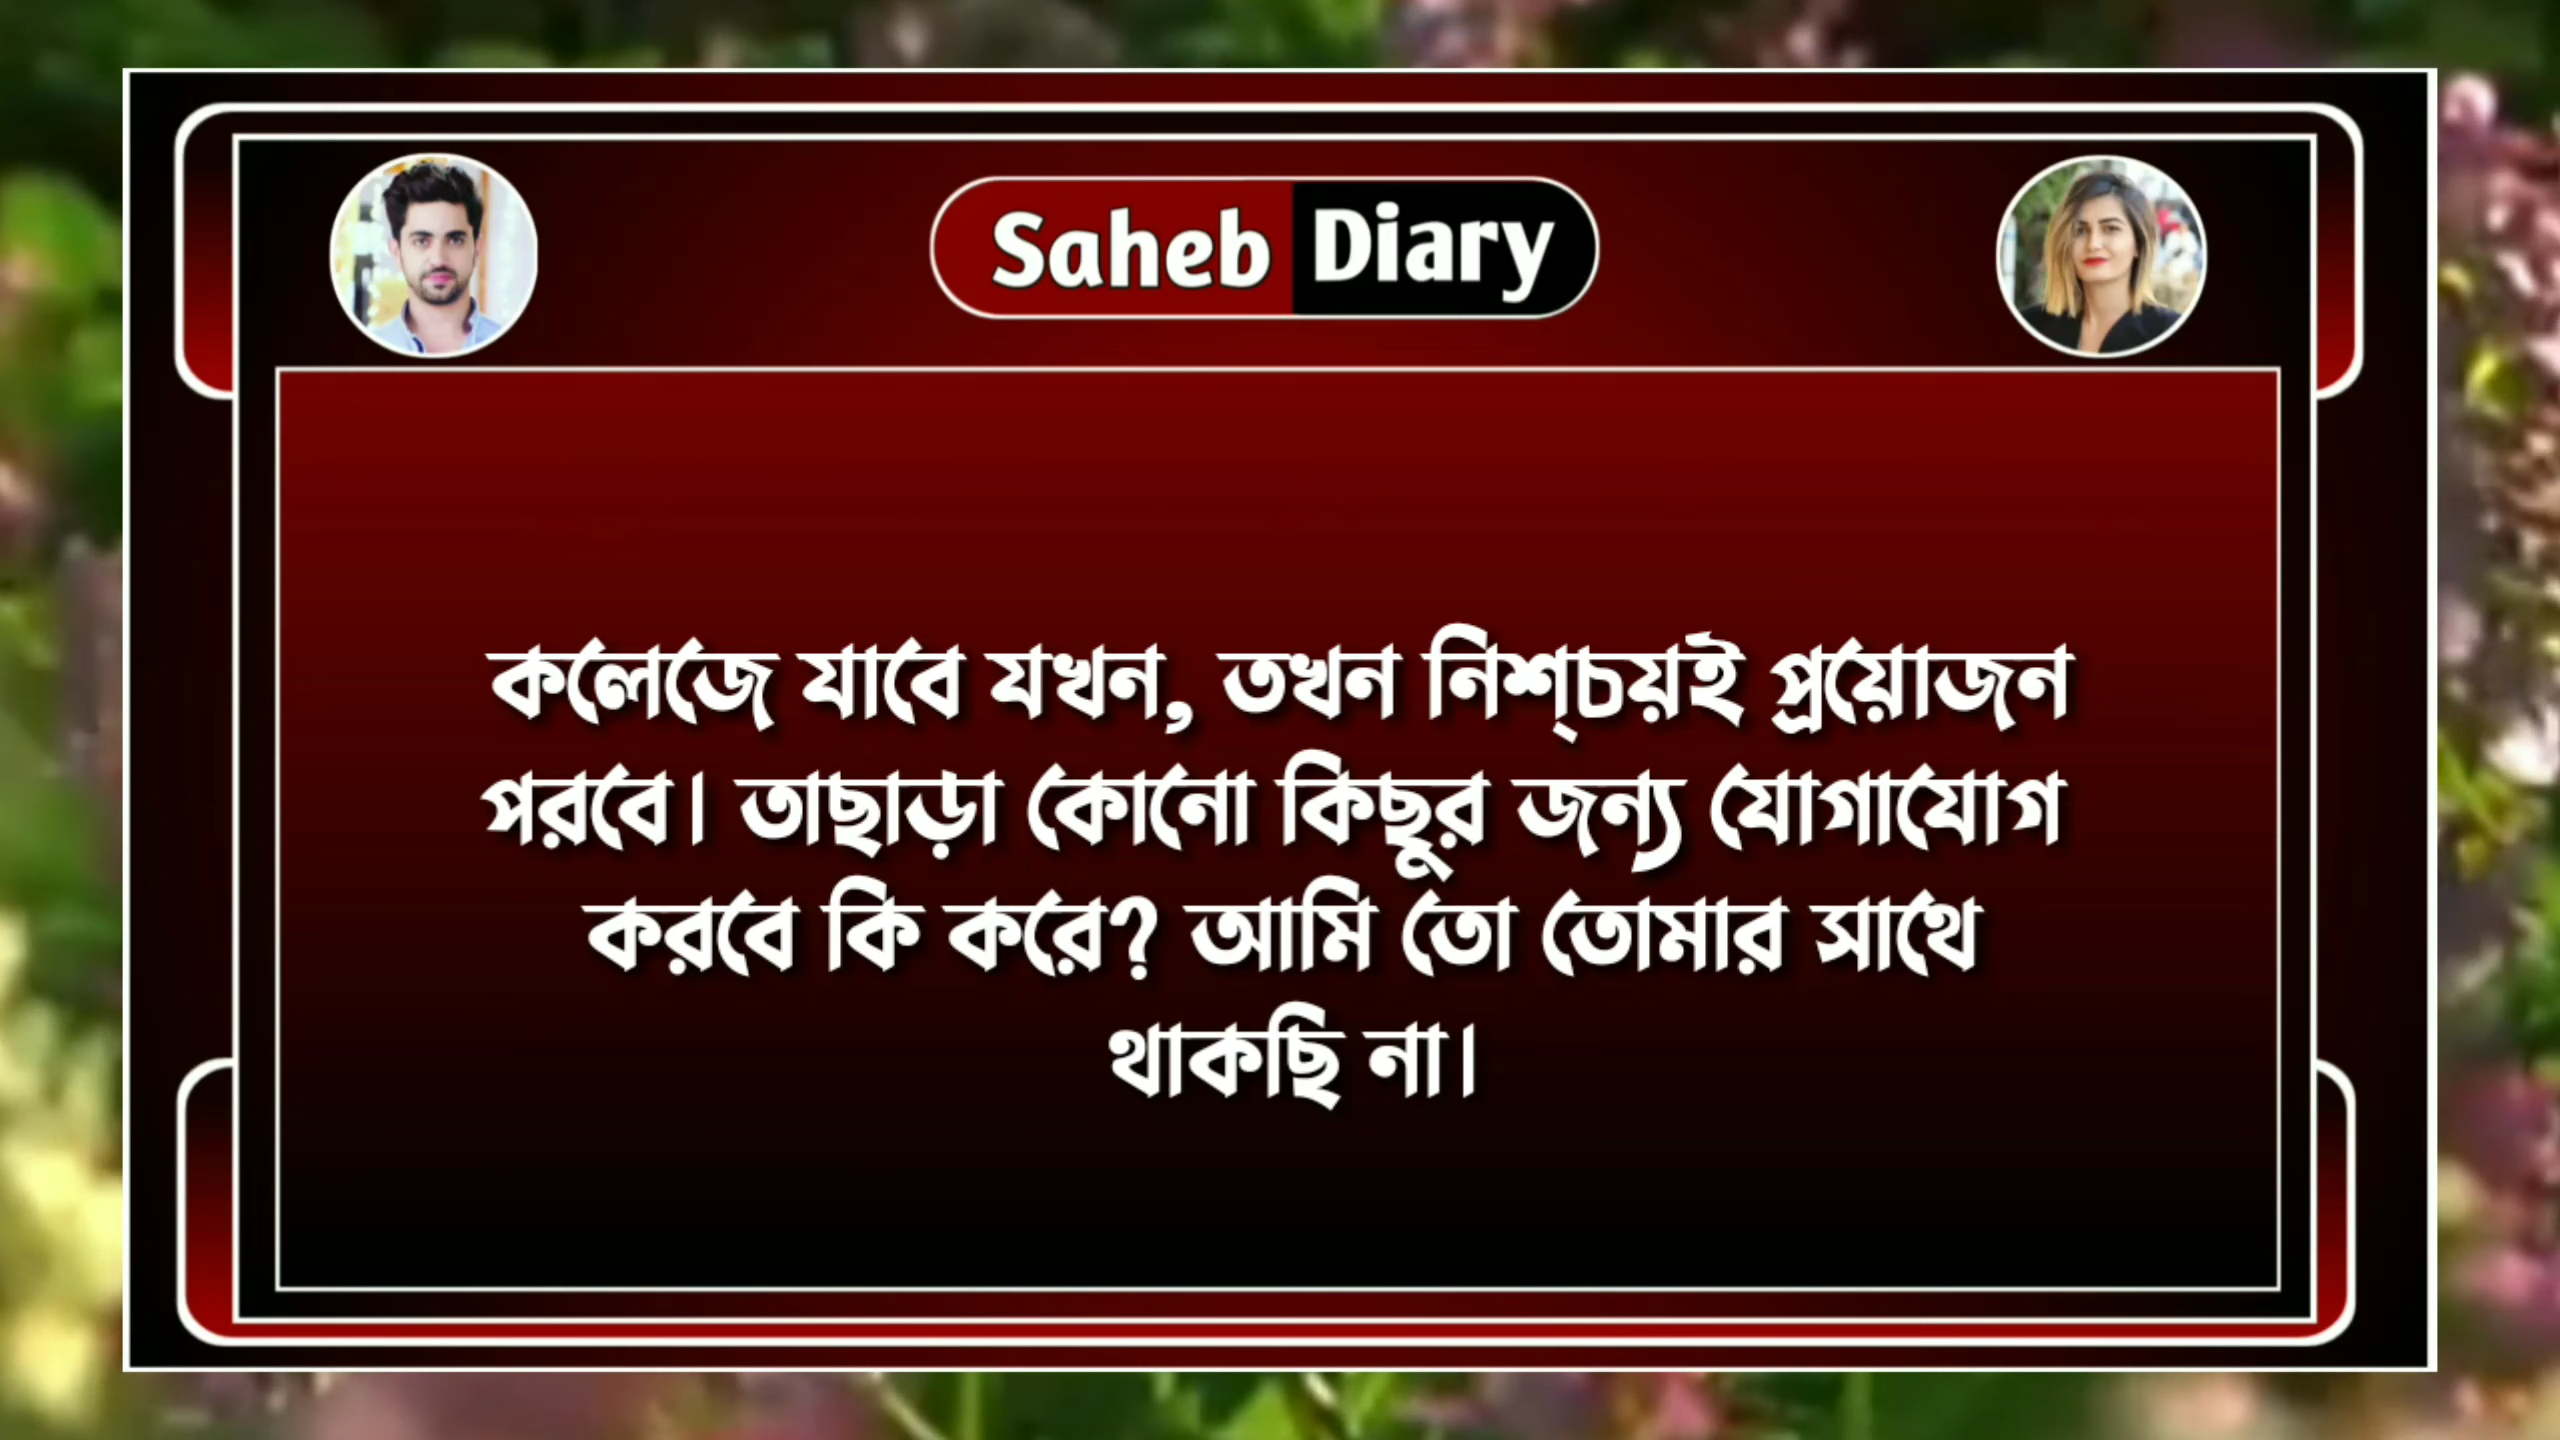 Saheb Diary
কলেজে যাবে যখন, তখন নিশ্চয়ই প্রয়োজন
পরবে। তাছাড়া কোনো কিছুর জন্য যোগাযোগ
করবে কি করে? আমি তো তোমার সাথে
থাকছি না।